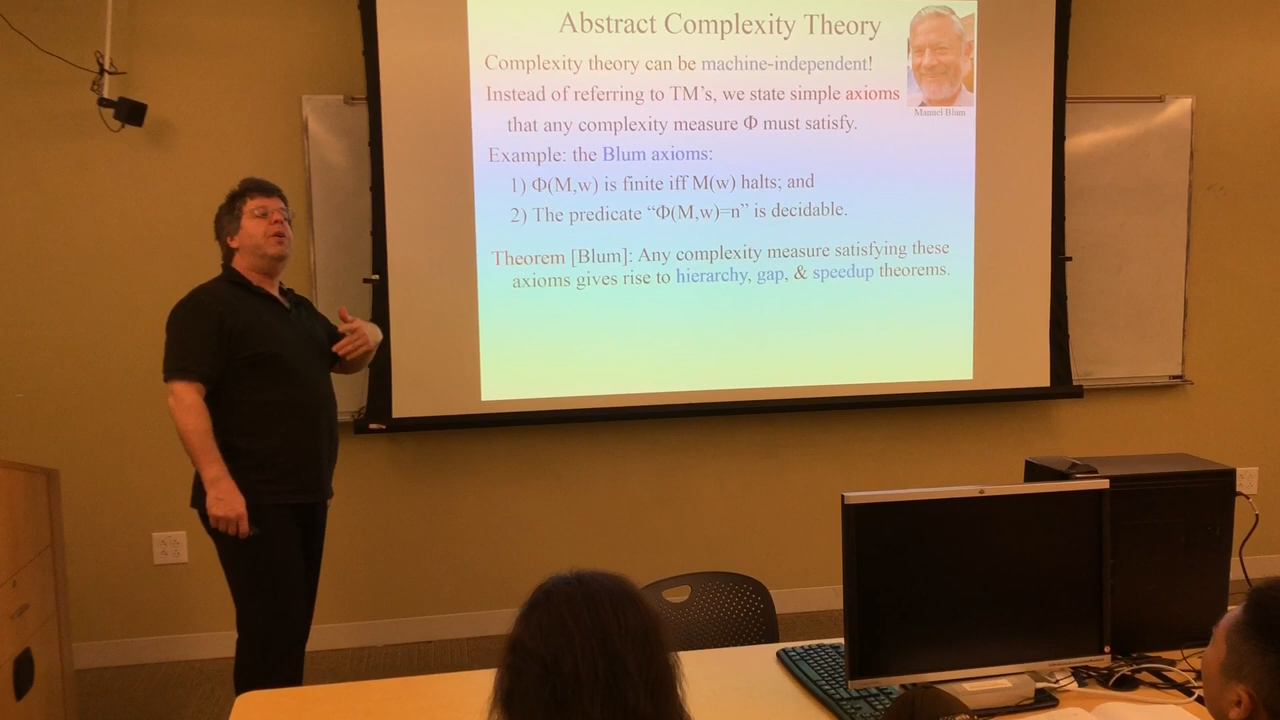 Abstract Complexity Theory
Complexity theory can be machine-independent!
Instead of referring to TM's, we state simple axioms
that any complexity measure Φ must satisfy.
Manuel Blum
Example: the Blum axioms:
1) Φ(M,w) is finite iff M(w) halts; and
2) The predicate “Φ(M,w)=n” is decidable.
Theorem [Blum]: Any complexity measure satisfying these
axioms gives rise to hierarchy, gap, & speedup theorems.